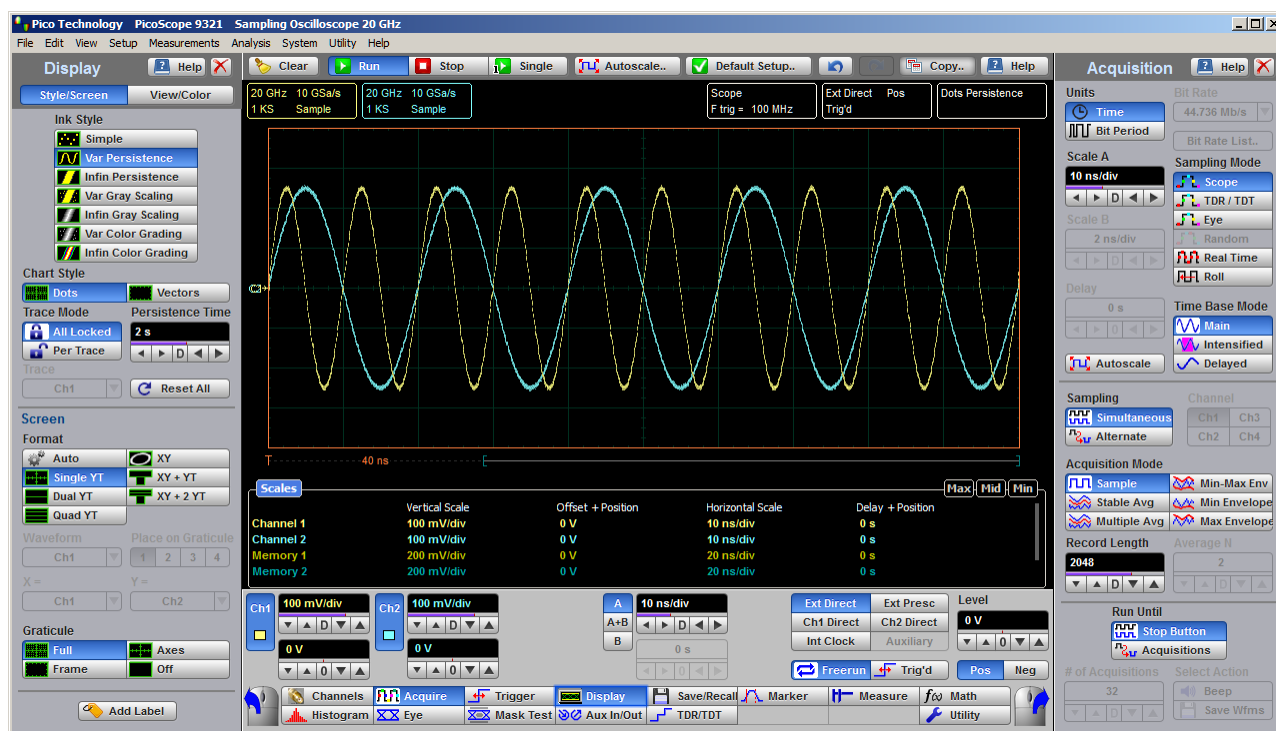 Pico Technology PicoScope 9321 Sampling Oscilloscope 20 GHz
File Edit View Setup Measurements Analysis System Utility Help
Display Help
Style/Screen View/Color
Ink Style
Simple
Var Persistence
Infin Persistence
Var Gray Scaling
Infin Gray Scaling
Var Color Grading
Infin Color Grading
Chart Style
Dots Vectors
Trace Mode Persistence Time
All Locked 2 s
Per Trace D
Trace
Ch1 Reset All
Screen
Format
Auto XY
Single YT XY + YT
Dual YT XY + 2 YT
Quad YT
Waveform Place on Graticule
Ch1 1 2 3 4
X = Y =
Ch1 Ch2
Graticule
Full Axes
Frame Off
Add Label
Clear Run Stop Single Autoscale.. Default Setup.. Copy.. Help
20 GHz 10 GSa/s 20 GHz 10 GSa/s Scope Ext Direct Pos Dots Persistence
1 KS Sample 1 KS Sample F trig = 100 MHz Trig'd
T 40 ns
Scales Max Mid Min
Vertical Scale Offset + Position Horizontal Scale Delay + Position
Channel 1 100 mV/div 0 V 10 ns/div 0 s
Channel 2 100 mV/div 0 V 10 ns/div 0 s
Memory 1 200 mV/div 0 V 20 ns/div 0 s
Memory 2 200 mV/div 0 V 20 ns/div 0 s
Ch1 100 mV/div Ch2 100 mV/div A 10 ns/div Ext Direct Ext Presc Level
D D A+B D Ch1 Direct Ch2 Direct 0 V
0 V 0 V B 0 s Int Clock Auxiliary 0
0 0 0 Freerun Trig'd Pos Neg
Channels Acquire Trigger Display Save/Recall Marker Measure f(x) Math
Histogram Eye Mask Test Aux In/Out TDR/TDT Utility
Acquisition Help
Units Bit Rate
Time 44.736 Mb/s
Bit Period Bit Rate List..
Scale A Sampling Mode
10 ns/div Scope
D TDR / TDT
Scale B Eye
2 ns/div Random
D Real Time
Roll
Delay
0 s Time Base Mode
0 Main
Intensified
Autoscale Delayed
Sampling Channel
Simultaneous Ch1 Ch3
Alternate Ch2 Ch4
Acquisition Mode
Sample Min-Max Env
Stable Avg Min Envelope
Multiple Avg Max Envelope
Record Length Average N
2048 2
D D
Run Until
Stop Button
Acquisitions
# of Acquisitions Select Action
32 Beep
D Save Wfms